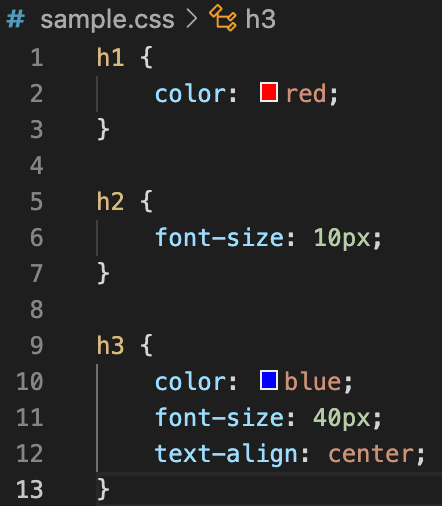 # sample.css > h3
1 h1 {
2     color: red;
3 }
4
5 h2 {
6     font-size: 10px;
7 }
8
9 h3 {
10     color: blue;
11     font-size: 40px;
12     text-align: center;
13 }